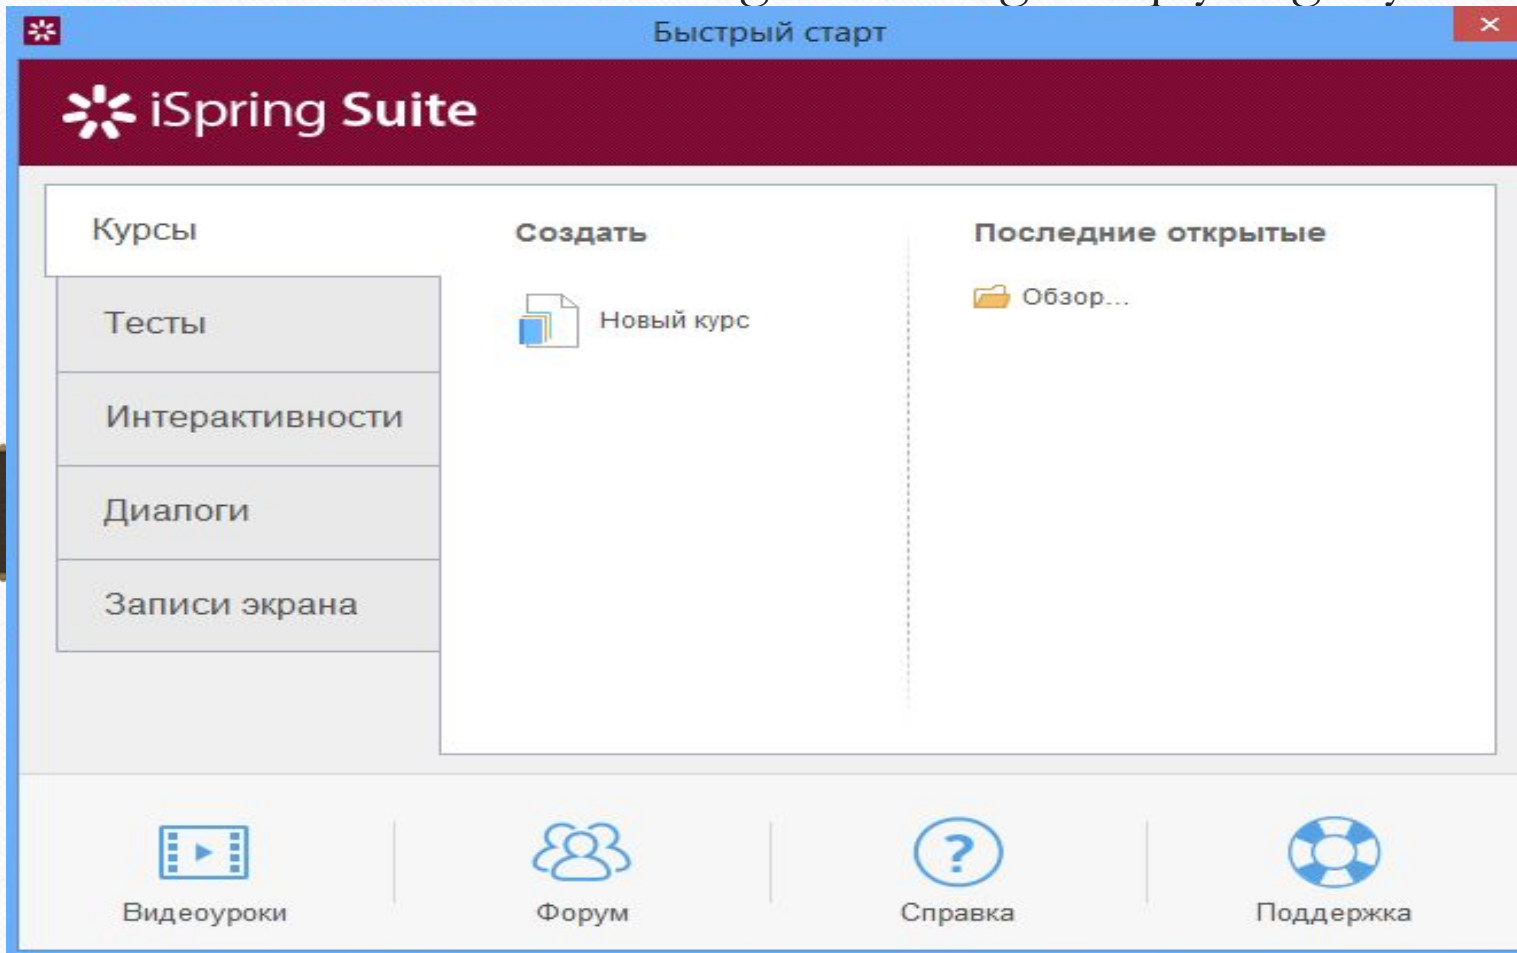 Быстрый старт
iSpring Suite
Курсы
Тесты
Интерактивности
Диалоги
Записи экрана
Создать
Новый курс
Последние открытые
Обзор...
Видеоуроки
Форум
Справка
Поддержка